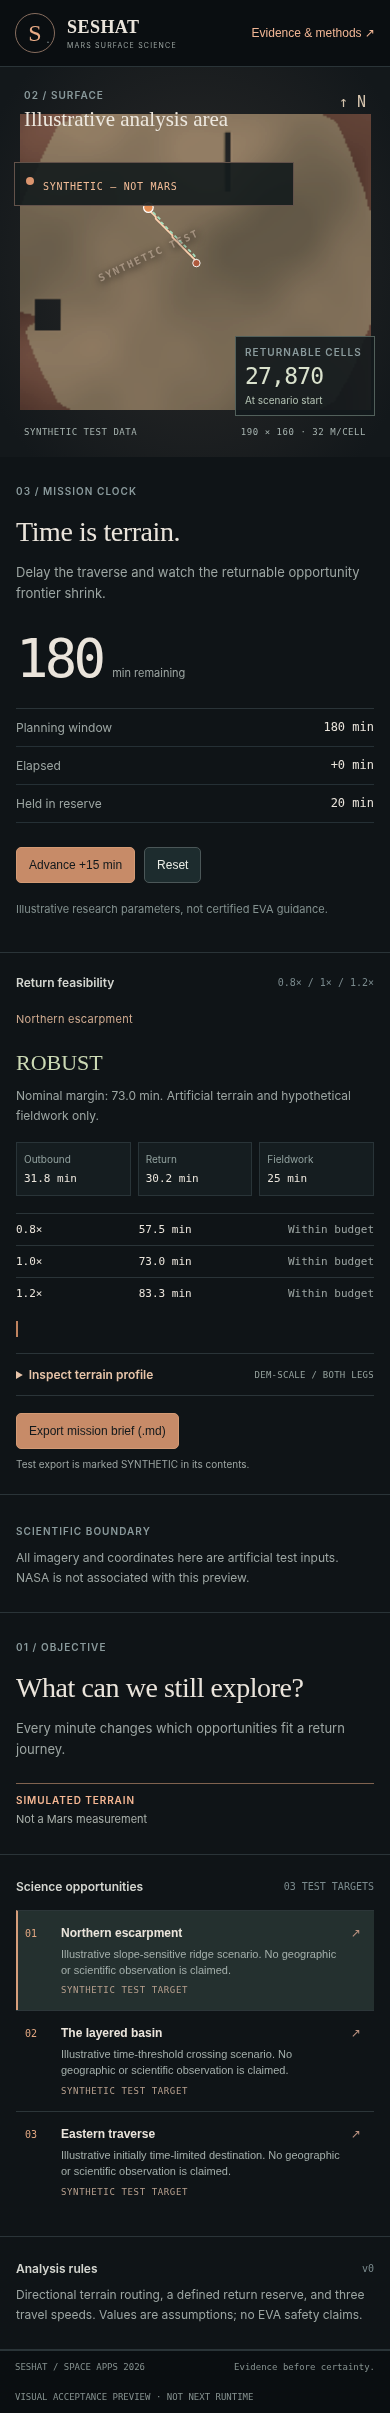 S
SESHAT
MARS SURFACE SCIENCE
Evidence & methods ↗
02 / SURFACE
Illustrative analysis area
↑ N
SYNTHETIC — NOT MARS
SYNTHETIC TEST
RETURNABLE CELLS
27,870
At scenario start
SYNTHETIC TEST DATA
190 × 160 · 32 M/CELL
03 / MISSION CLOCK
Time is terrain.
Delay the traverse and watch the returnable opportunity
frontier shrink.
180 min remaining
Planning window 180 min
Elapsed +0 min
Held in reserve 20 min
Advance +15 min Reset
Illustrative research parameters, not certified EVA guidance.
Return feasibility 0.8× / 1× / 1.2×
Northern escarpment
ROBUST
Nominal margin: 73.0 min. Artificial terrain and hypothetical
fieldwork only.
Outbound Return Fieldwork
31.8 min 30.2 min 25 min
0.8× 57.5 min Within budget
1.0× 73.0 min Within budget
1.2× 83.3 min Within budget
▶ Inspect terrain profile DEM-SCALE / BOTH LEGS
Export mission brief (.md)
Test export is marked SYNTHETIC in its contents.
SCIENTIFIC BOUNDARY
All imagery and coordinates here are artificial test inputs.
NASA is not associated with this preview.
01 / OBJECTIVE
What can we still explore?
Every minute changes which opportunities fit a return
journey.
SIMULATED TERRAIN
Not a Mars measurement
Science opportunities 03 TEST TARGETS
01 Northern escarpment ↗
Illustrative slope-sensitive ridge scenario. No geographic
or scientific observation is claimed.
SYNTHETIC TEST TARGET
02 The layered basin ↗
Illustrative time-threshold crossing scenario. No
geographic or scientific observation is claimed.
SYNTHETIC TEST TARGET
03 Eastern traverse ↗
Illustrative initially time-limited destination. No geographic
or scientific observation is claimed.
SYNTHETIC TEST TARGET
Analysis rules v0
Directional terrain routing, a defined return reserve, and three
travel speeds. Values are assumptions; no EVA safety claims.
SESHAT / SPACE APPS 2026 Evidence before certainty.
VISUAL ACCEPTANCE PREVIEW · NOT NEXT RUNTIME